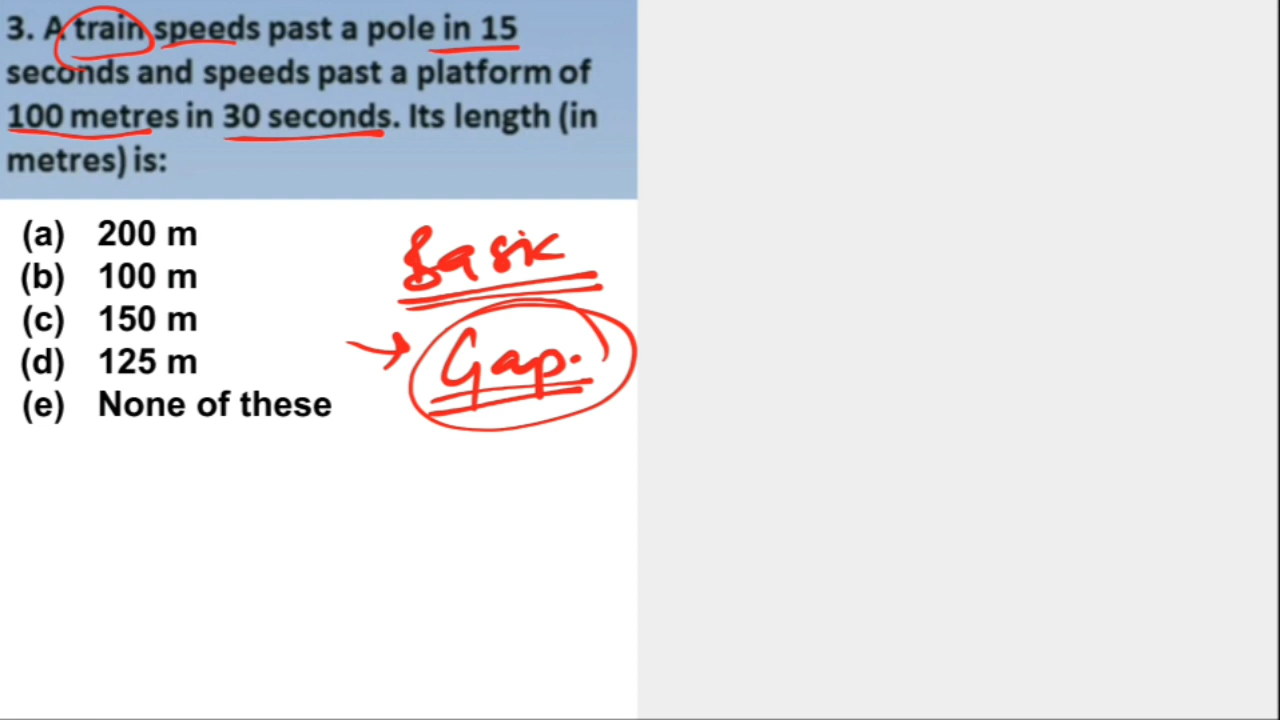 3. A train speeds past a pole in 15
seconds and speeds past a platform of
100 metres in 30 seconds. Its length (in
metres) is:
(a) 200 m
(b) 100 m
(c) 150 m
(d) 125 m
(e) None of these
Basic
Gap.